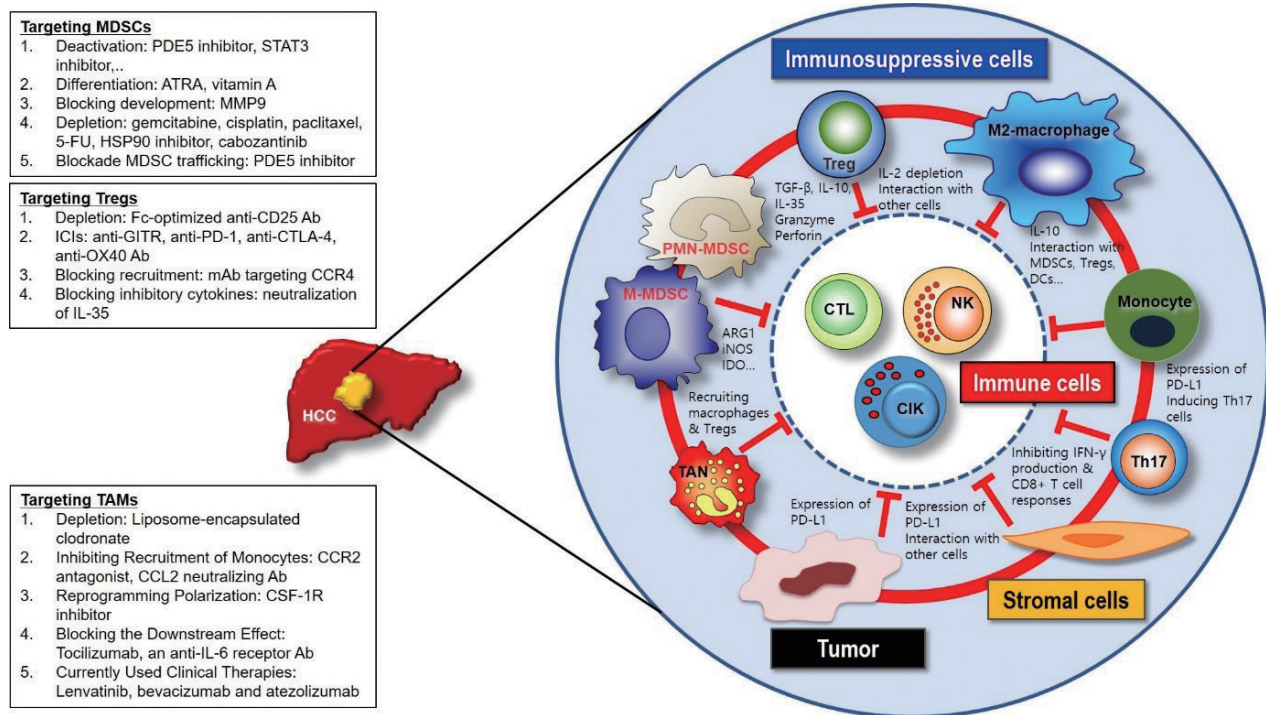 Targeting MDSCs
1. Deactivation: PDE5 inhibitor, STAT3
inhibitor,..
2. Differentiation: ATRA, vitamin A
3. Blocking development: MMP9
4. Depletion: gemcitabine, cisplatin, paclitaxel,
5-FU, HSP90 inhibitor, cabozantinib
5. Blockade MDSC trafficking: PDE5 inhibitor
Targeting Tregs
1. Depletion: Fc-optimized anti-CD25 Ab
2. ICIs: anti-GITR, anti-PD-1, anti-CTLA-4,
anti-OX40 Ab
3. Blocking recruitment: mAb targeting CCR4
4. Blocking inhibitory cytokines: neutralization
of IL-35
HCC
Targeting TAMs
1. Depletion: Liposome-encapsulated
clodronate
2. Inhibiting Recruitment of Monocytes: CCR2
antagonist, CCL2 neutralizing Ab
3. Reprogramming Polarization: CSF-1R
inhibitor
4. Blocking the Downstream Effect:
Tocilizumab, an anti-IL-6 receptor Ab
5. Currently Used Clinical Therapies:
Lenvatinib, bevacizumab and atezolizumab
Immunosuppressive cells
Treg
M2-macrophage
TGF-β, IL-10,
IL-35
Granzyme
Perforin
IL-2 depletion
Interaction with
other cells
PMN-MDSC
IL-10
Interaction with
MDSCs, Tregs,
DCs...
M-MDSC
ARG1
iNOS
IDO...
CTL
NK
CIK
Monocyte
Immune cells
Expression of
PD-L1
Inducing Th17
cells
Recruiting
macrophages
& Tregs
TAN
Th17
Inhibiting IFN-γ
production &
CD8+ T cell
responses
Expression of
PD-L1
Expression of
PD-L1
Interaction with
other cells
Stromal cells
Tumor